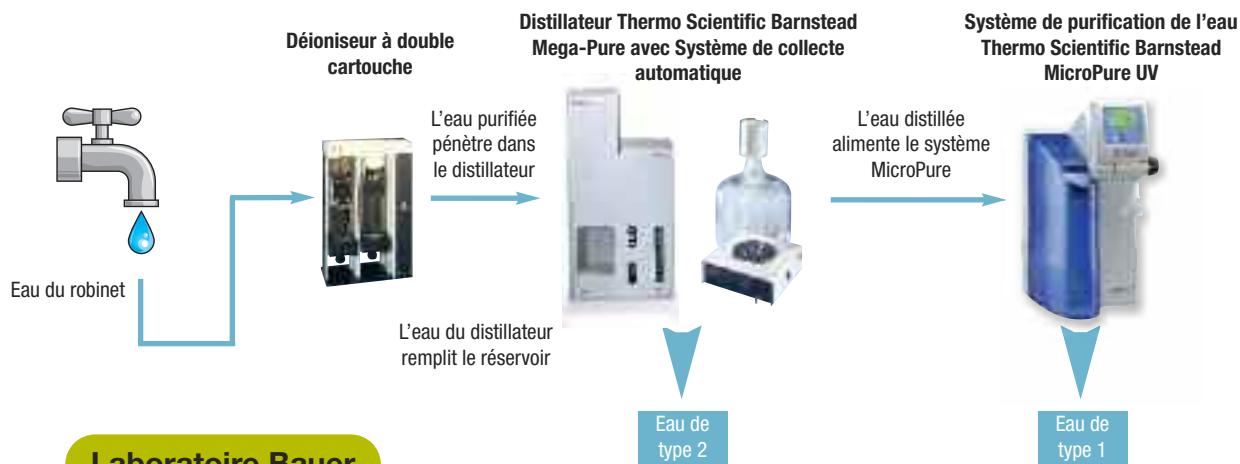 Déioniseur à double
cartouche
Distillateur Thermo Scientific Barnstead
Mega-Pure avec Système de collecte
automatique
Système de purification de l'eau
Thermo Scientific Barnstead
MicroPure UV
L'eau purifiée
pénètre dans
le distillateur
L'eau distillée
alimente le système
MicroPure
Eau du robinet
L'eau du distillateur
remplit le réservoir
Eau de
type 2
Eau de
type 1
Laboratoire Bauer